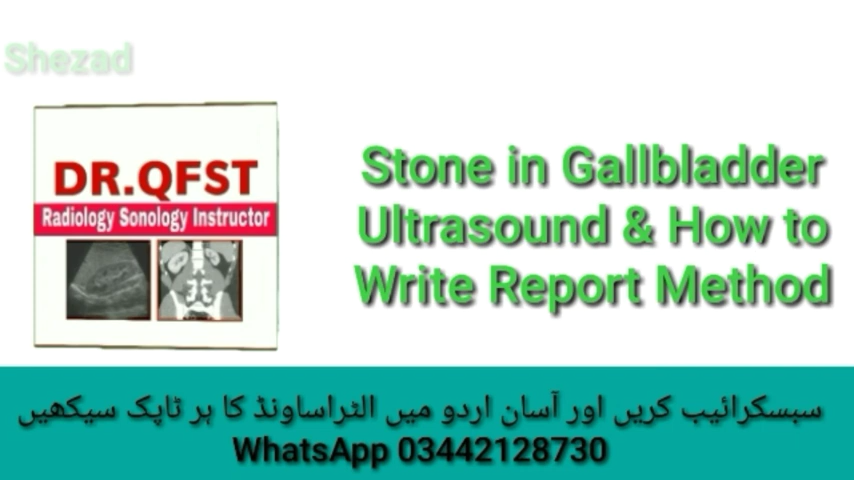 Shezad
DR.QFST
Radiology Sonology Instructor
Stone in Gallbladder
Ultrasound & How to
Write Report Method
سبسکرائیب کریں اور آسان اردو میں الٹراساونڈ کا ہر ٹاپک سیکھیں
WhatsApp 03442128730